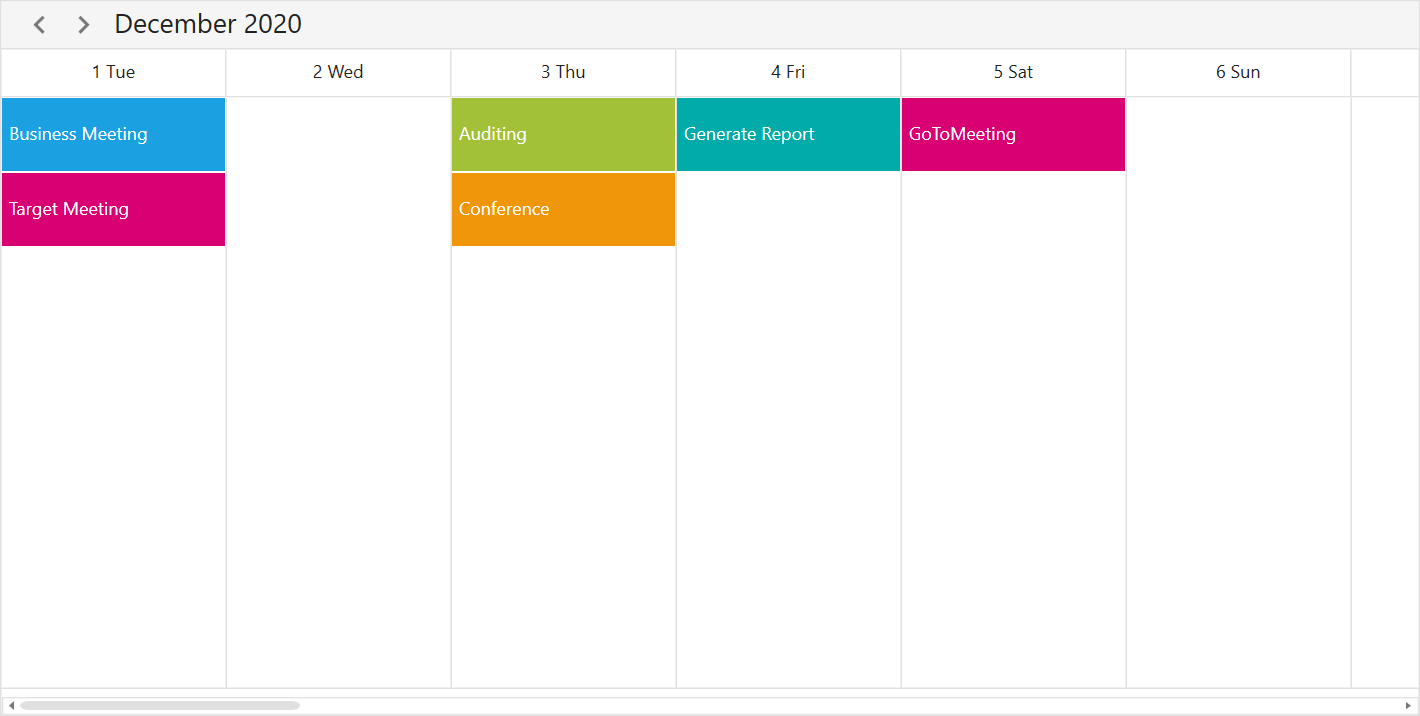 December 2020
1 Tue
2 Wed
3 Thu
4 Fri
5 Sat
6 Sun
Business Meeting
Auditing
Generate Report
GoToMeeting
Target Meeting
Conference